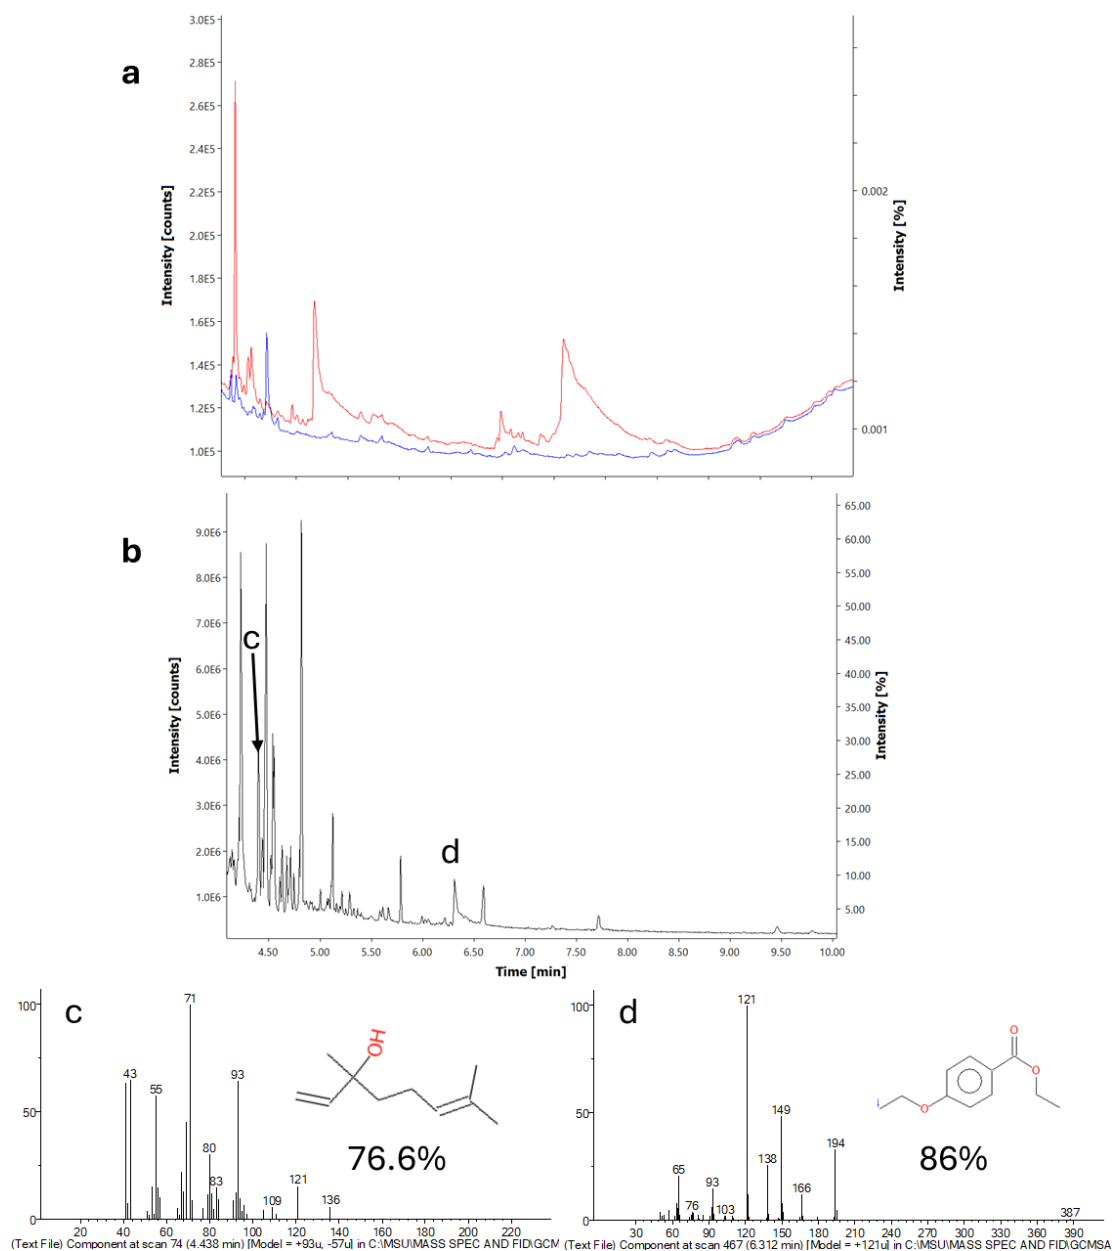 a
3.0E5
2.8E5
2.6E5
2.4E5
2.2E5
2.0E5
1.8E5
1.6E5
1.4E5
1.2E5
1.0E5
Intensity [counts]
0.002
0.001
Intensity [%]
b
9.0E6
8.0E6
7.0E6
6.0E6
5.0E6
4.0E6
3.0E6
2.0E6
1.0E6
Intensity [counts]
C
d
65.00
60.00
55.00
50.00
45.00
40.00
35.00
30.00
25.00
20.00
15.00
10.00
5.00
Intensity [%]
4.50 5.00 5.50 6.00 6.50 7.00 7.50 8.00 8.50 9.00 9.50 10.00
Time [min]
c
100
50
0
71
43
55
93
80
83
109
121
136
OH
76.6%
20 40 60 80 100 120 140 160 180 200 220
(Text File) Component at scan 74 (4.438 min) [Model = +93u, -57u] in C:\MSU\MASS SPEC AND FID\GCM
d
100
50
0
121
149
138
194
65
93
76
103
166
387
O
O
O
86%
30 60 90 120 150 180 210 240 270 300 330 360 390
(Text File) Component at scan 467 (6.312 min) [Model = +121u] in C:\MSU\MASS SPEC AND FID\GCMSA